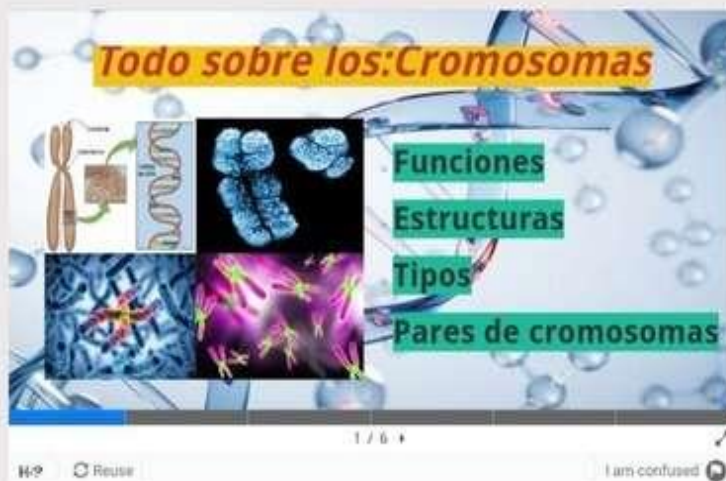 Todo sobre los:Cromosomas
Funciones
Estructuras
Tipos
Pares de cromosomas
1 / 6
H-P
Reuse
I am confused